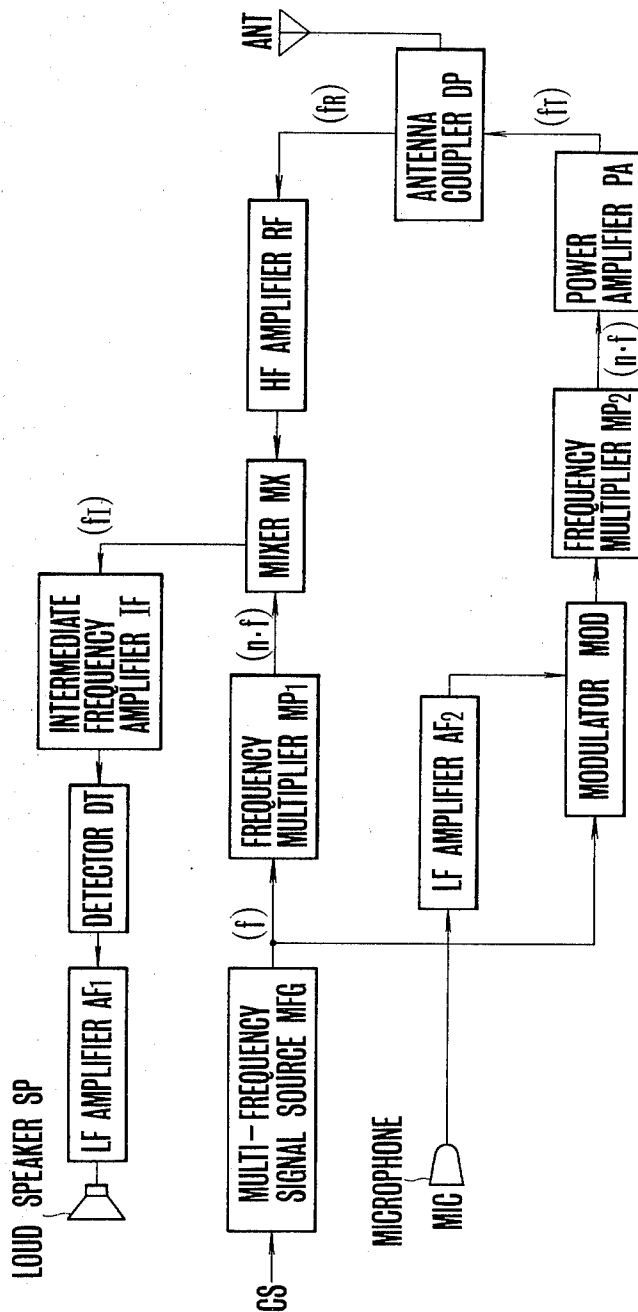 LOUD SPEAKER SP
LF AMPLIFIER AF1
DETECTOR DT
INTERMEDIATE
FREQUENCY
AMPLIFIER IF
(fI)
CS
MULTI-FREQUENCY
SIGNAL SOURCE MFG
(f)
FREQUENCY
MULTIPLIER MP1
(n·f)
MIXER MX
HF AMPLIFIER RF
(fR)
ANT
ANTENNA
COUPLER DP
(fT)
MICROPHONE
MIC
LF AMPLIFIER AF2
MODULATOR MOD
FREQUENCY
MULTIPLIER MP2
(n·f)
POWER
AMPLIFIER PA